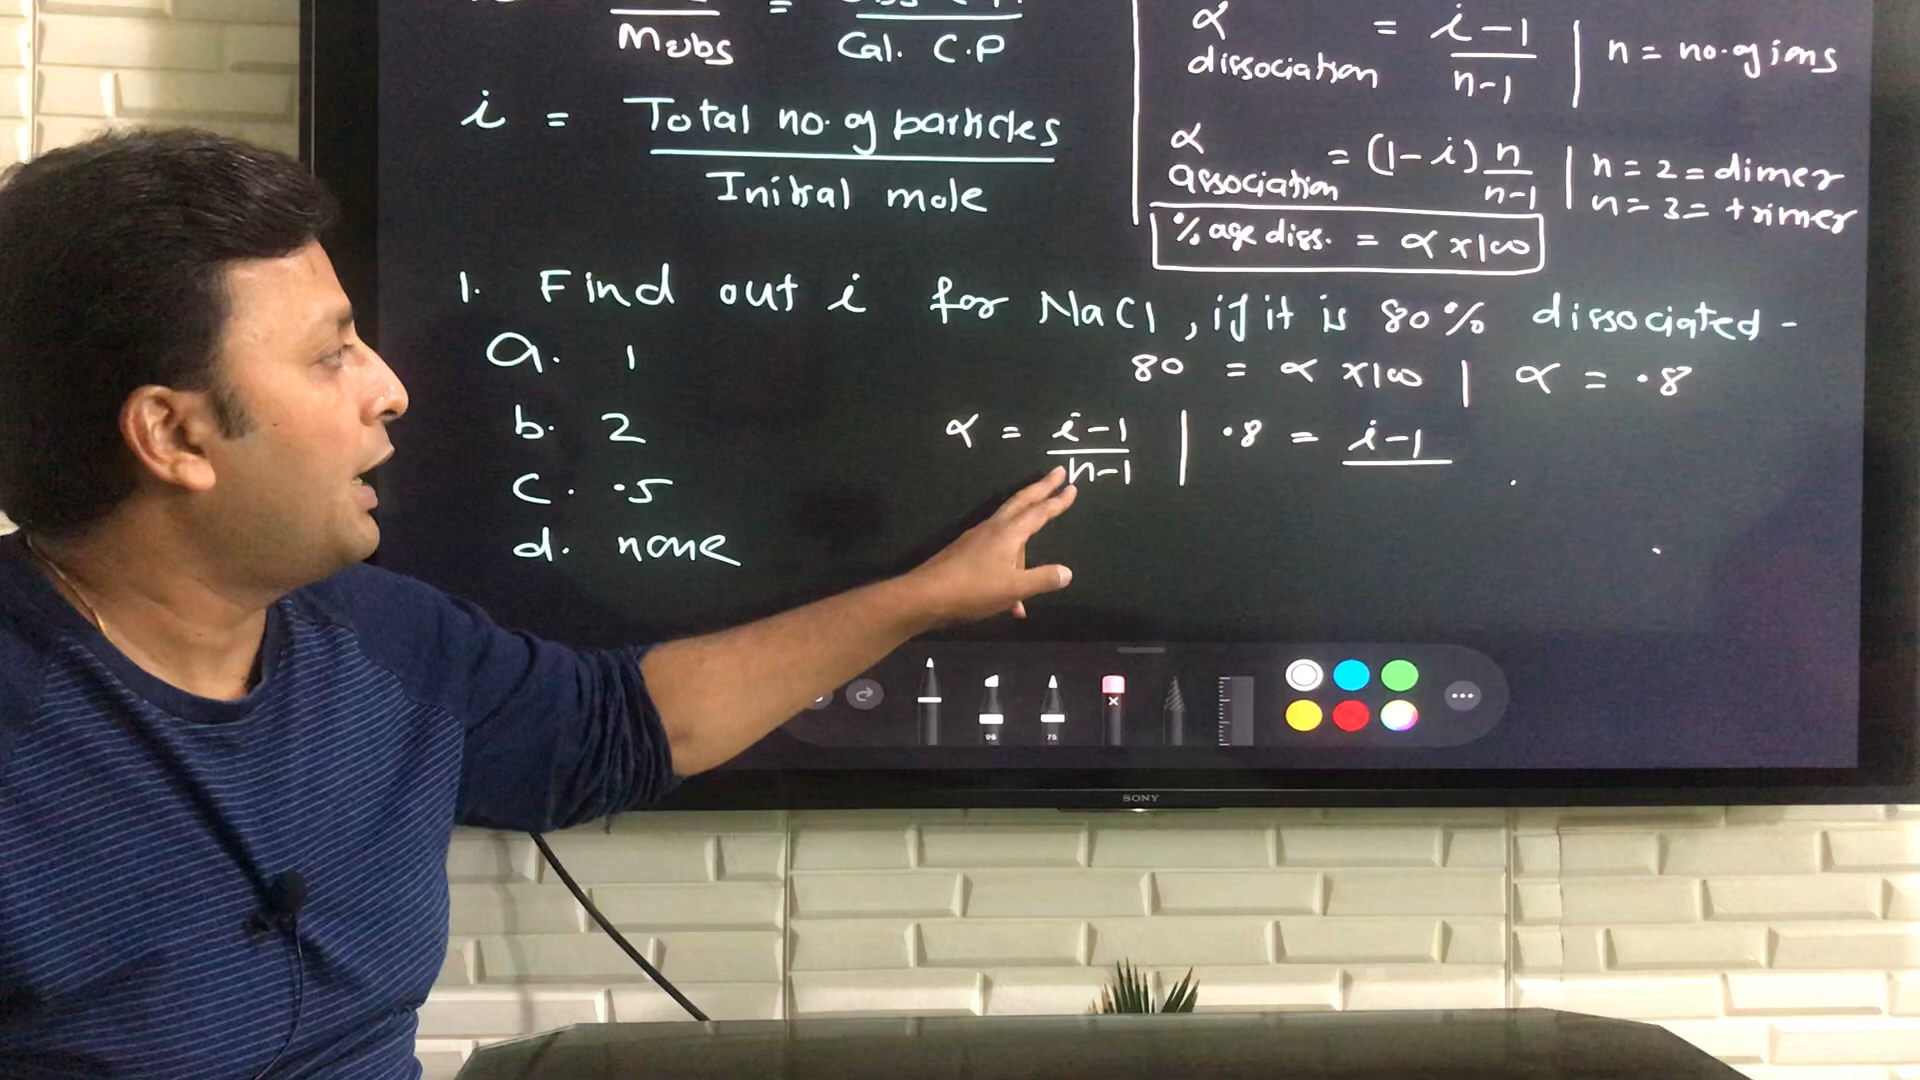 Mobs = Cal. C.P
i = Total no. of particles
Initial mole
α dissociation = i-1 / n-1 | n = no. of ions
α association = (1-i) n / n-1 | n = 2 = dimer
n = 3 = trimer
% age diss. = α x100
1. Find out i for NaCl, if it is 80% dissociated -
a. 1
80 = α x100 | α = .8
b. 2
α = i-1 / n-1 | .8 = i-1
c. .5
d. none
96
75
SONY